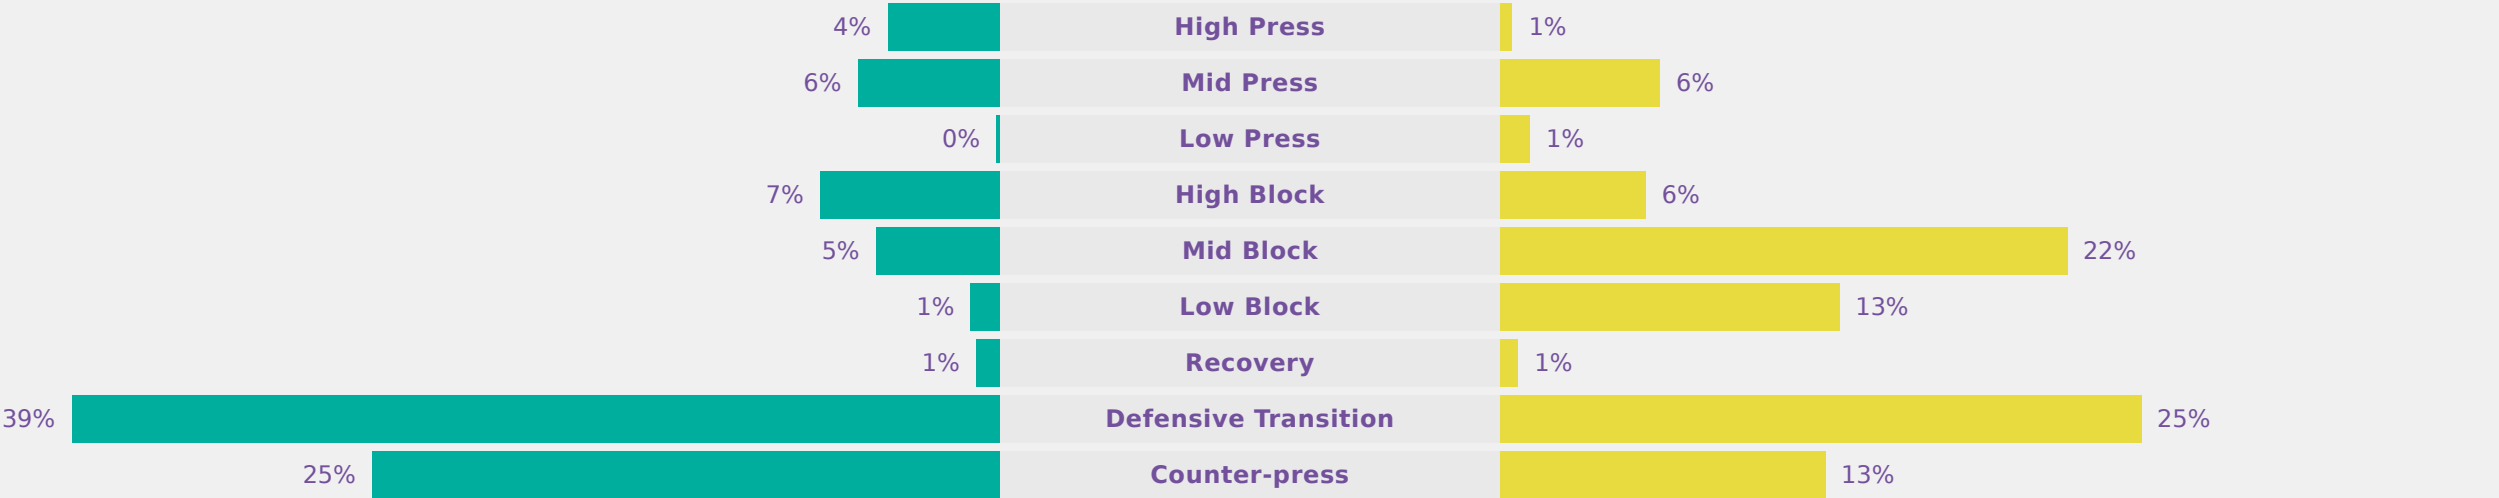 4% High Press 1%
6% Mid Press 6%
0% Low Press 1%
7% High Block 6%
5% Mid Block 22%
1% Low Block 13%
1% Recovery 1%
39% Defensive Transition 25%
25% Counter-press 13%